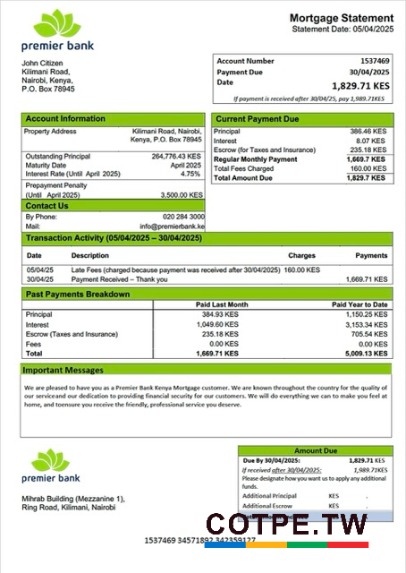 Mortgage Statement
Statement Date: 05/04/2025
premier bank
John Citizen
Kilimani Road,
Nairobi, Kenya,
P.O. Box 78945
Account Number 1537469
Payment Due 30/04/2025
Date 1,829.71 KES
If payment is received after 30/04/25, pay 1,989.71KES
Account Information
Property Address Kilimani Road, Nairobi,
Kenya, P.O. Box 78945
Outstanding Principal 264,776.43 KES
Maturity Date April 2025
Interest Rate (Until April 2025) 4.75%
Prepayment Penalty
(Until April 2025) 3,500.00 KES
Contact Us
By Phone: 020 284 3000
Mail: info@premierbank.ke
Current Payment Due
Principal 386.46 KES
Interest 8.07 KES
Escrow (for Taxes and Insurance) 235.18 KES
Regular Monthly Payment 1,669.7 KES
Total Fees Charged 160.00 KES
Total Amount Due 1,829.7 KES
Transaction Activity (05/04/2025 – 30/04/2025)
Date Description Charges Payments
05/04/25 Late Fees (charged because payment was received after 30/04/2025) 160.00 KES
30/04/25 Payment Received – Thank you 1,669.71 KES
Past Payments Breakdown
Paid Last Month Paid Year to Date
Principal 384.93 KES 1,150.25 KES
Interest 1,049.60 KES 3,153.34 KES
Escrow (Taxes and Insurance) 235.18 KES 705.54 KES
Fees 0.00 KES 0.00 KES
Total 1,669.71 KES 5,009.13 KES
Important Messages
We are pleased to have you as a Premier Bank Kenya Mortgage customer. We are known throughout the country for the quality of
our serviceand our dedication to providing financial security for our customers. We will do everything we can to make you feel at
home, and toensure you receive the friendly, professional service you deserve.
premier bank
Mihrab Building (Mezzanine 1),
Ring Road, Kilimani, Nairobi
Amount Due
Due By 30/04/2025: 1,829.71 KES
If received after 30/04/2025: 1,989.71KES
Please designate how you want us to apply any additional
funds.
Additional Principal KES .
Additional Escrow KES .
COTPE.TW
1537469 34571892 342359127